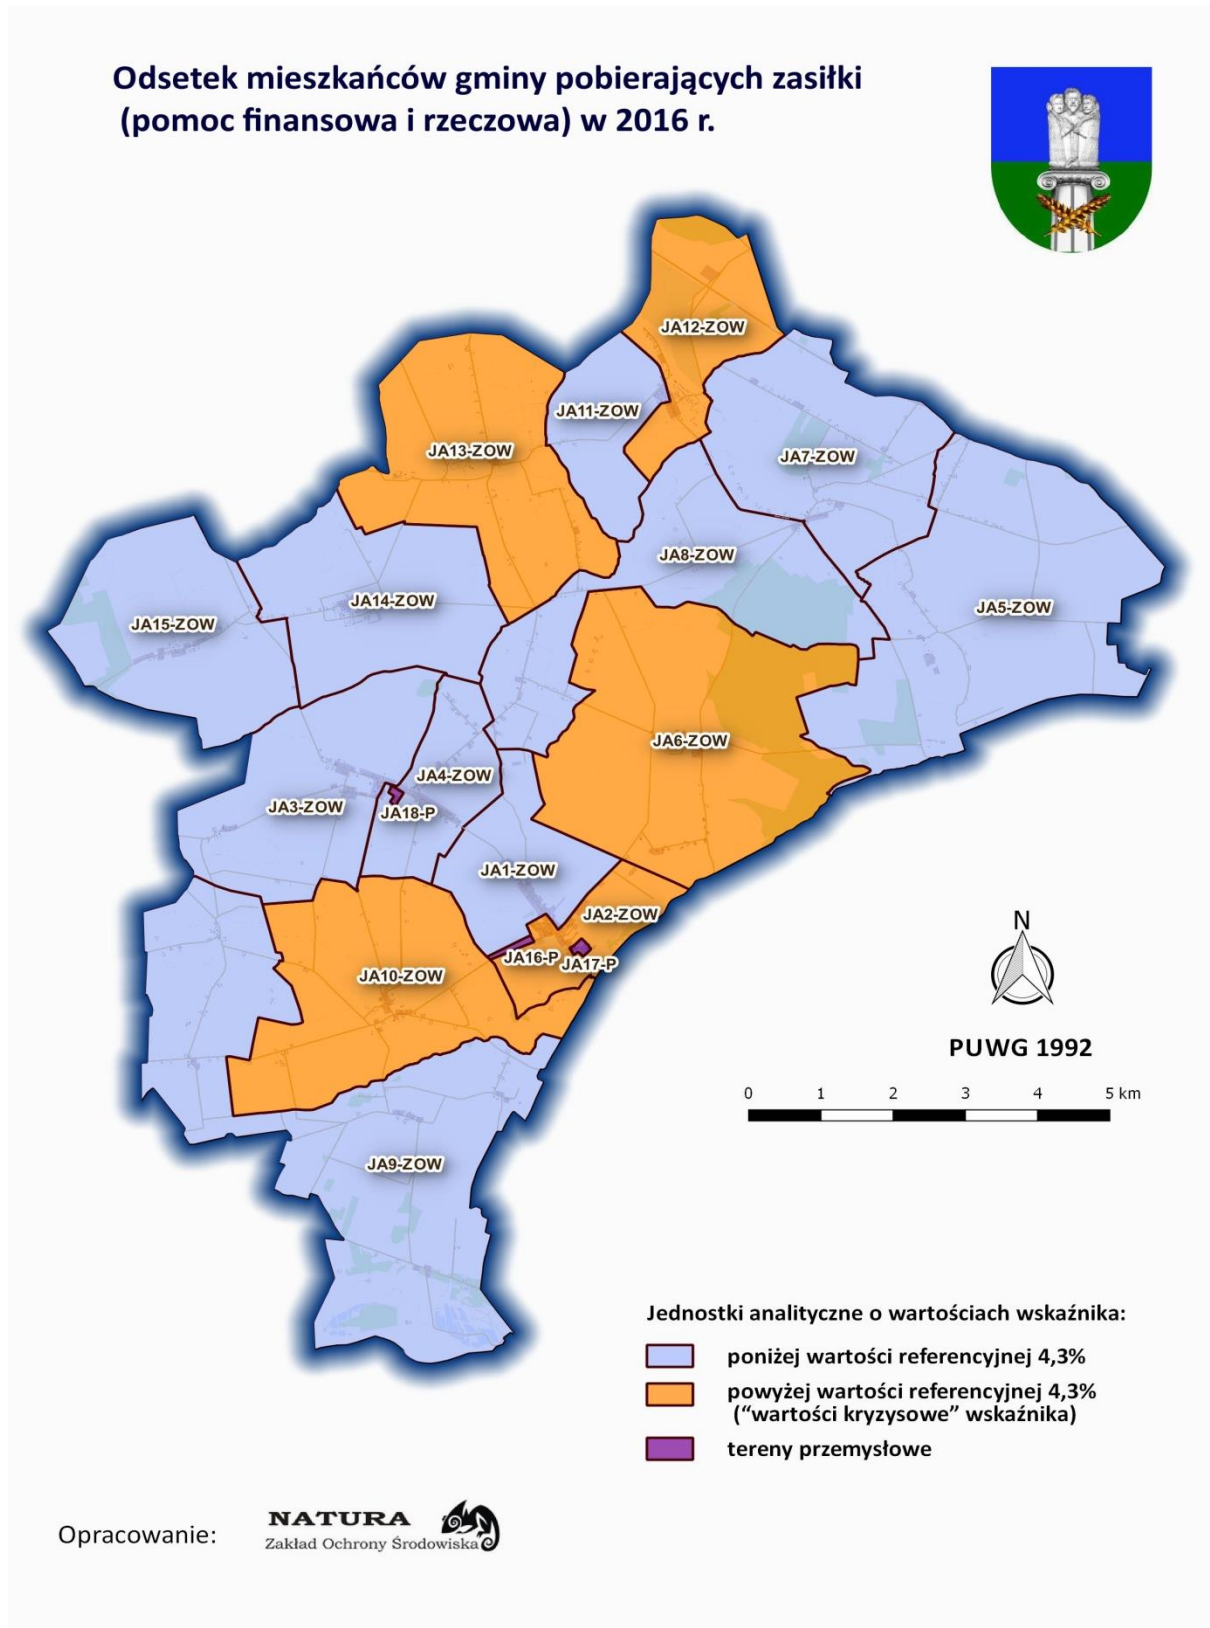 Odsetek mieszkańców gminy pobierających zasiłki
(pomoc finansowa i rzeczowa) w 2016 r.
JA12-ZOW
JA11-ZOW
JA13-ZOW
JA7-ZOW
JA8-ZOW
JA14-ZOW
JA5-ZOW
JA15-ZOW
JA6-ZOW
JA4-ZOW
JA3-ZOW
JA18-P
JA1-ZOW
JA2-ZOW
JA16-P
JA17-P
JA10-ZOW
JA9-ZOW
N
PUWG 1992
0 1 2 3 4 5 km
Jednostki analityczne o wartościach wskaźnika:
poniżej wartości referencyjnej 4,3%
powyżej wartości referencyjnej 4,3%
(“wartości kryzysowe” wskaźnika)
tereny przemysłowe
Opracowanie:
NATURA
Zakład Ochrony Środowiska